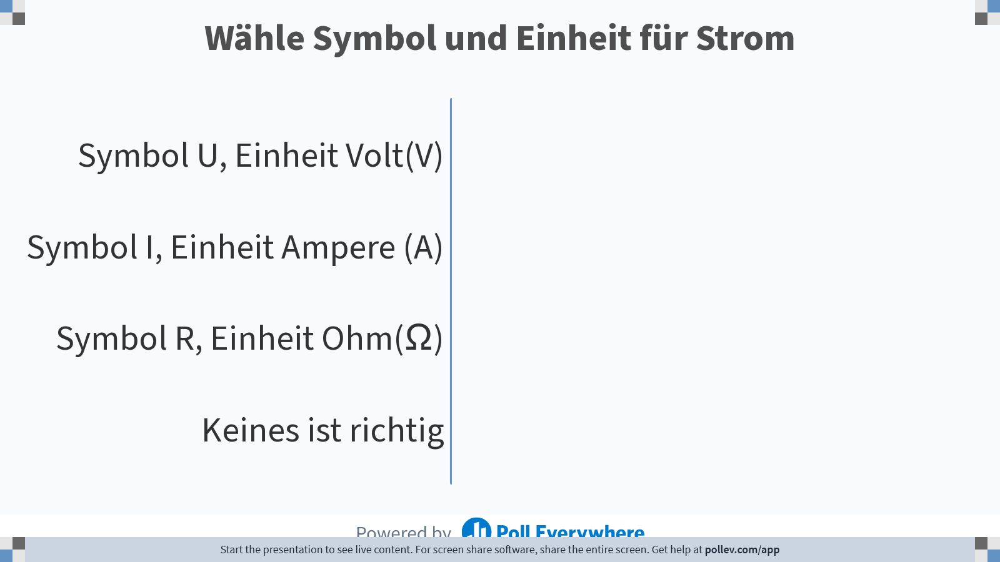 Wähle Symbol und Einheit für Strom
Symbol U, Einheit Volt(V)
Symbol I, Einheit Ampere (A)
Symbol R, Einheit Ohm(Ω)
Keines ist richtig
Powered by Poll Everywhere
Start the presentation to see live content. For screen share software, share the entire screen. Get help at pollev.com/app